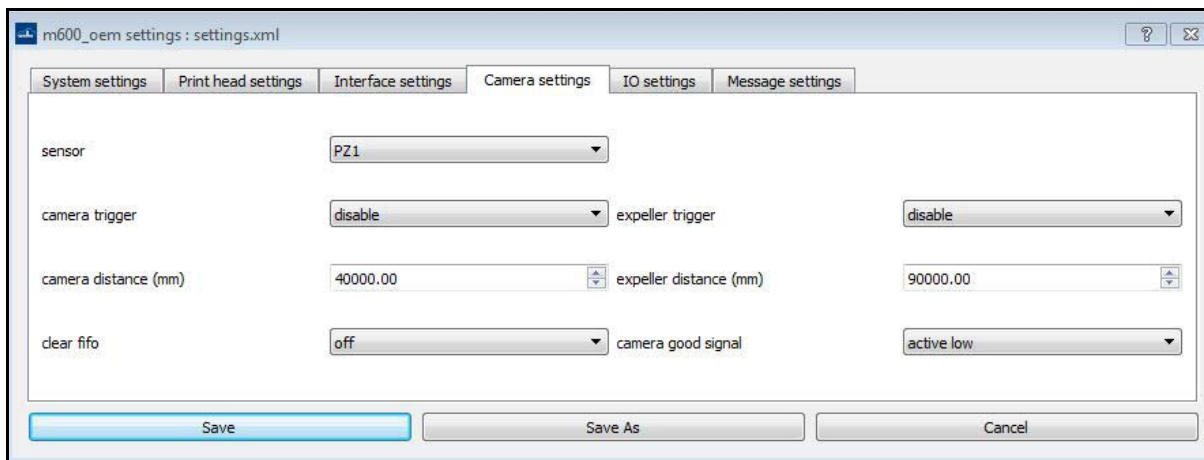 m600_oem settings : settings.xml
System settings Print head settings Interface settings Camera settings IO settings Message settings
sensor PZ1
camera trigger disable expeller trigger disable
camera distance (mm) 40000.00 expeller distance (mm) 90000.00
clear fifo off camera good signal active low
Save Save As Cancel